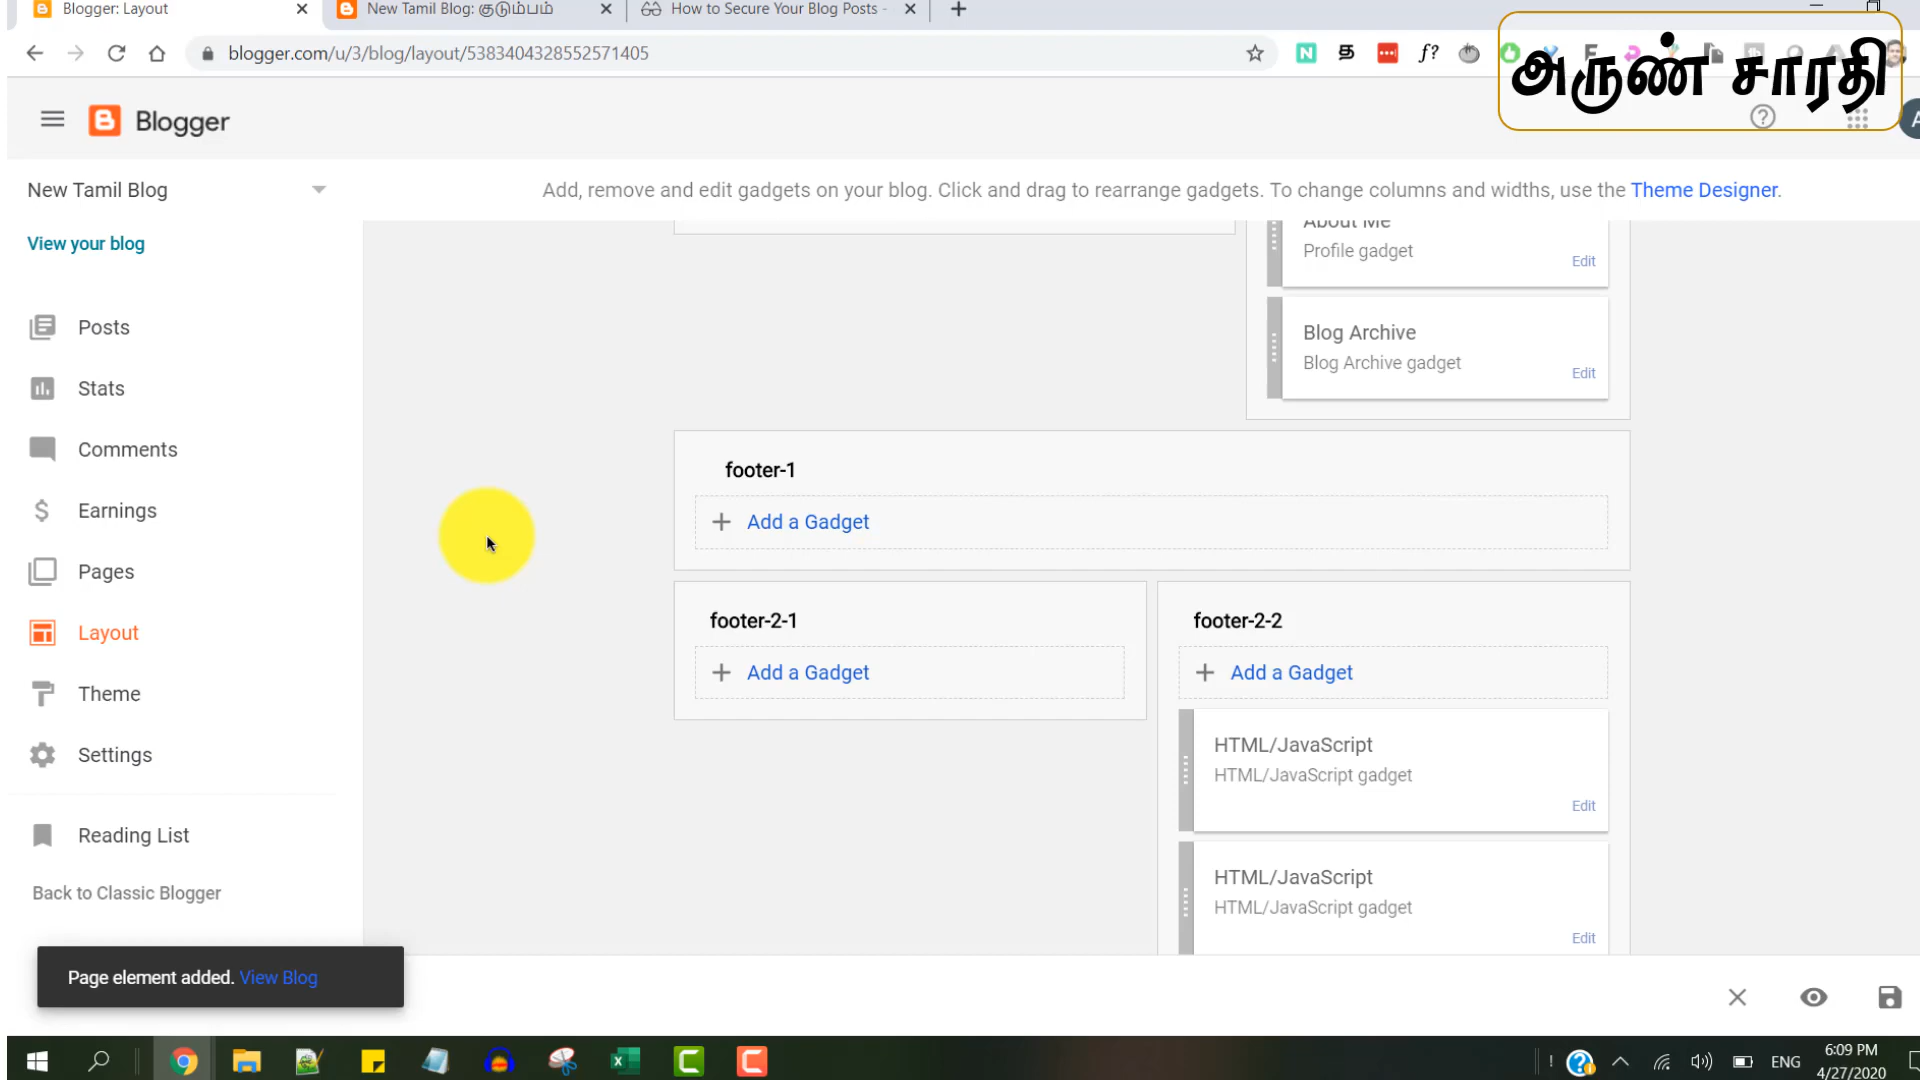 Blogger: Layout
New Tamil Blog: குடும்பம்
How to Secure Your Blog Posts -
blogger.com/u/3/blog/layout/5383404328552571405
அருண் சாரதி
Blogger
New Tamil Blog
Add, remove and edit gadgets on your blog. Click and drag to rearrange gadgets. To change columns and widths, use the Theme Designer.
View your blog
Posts
Stats
Comments
Earnings
Pages
Layout
Theme
Settings
Reading List
Back to Classic Blogger
About Me
Profile gadget
Edit
Blog Archive
Blog Archive gadget
Edit
footer-1
Add a Gadget
footer-2-1
Add a Gadget
footer-2-2
Add a Gadget
HTML/JavaScript
HTML/JavaScript gadget
Edit
HTML/JavaScript
HTML/JavaScript gadget
Edit
Page element added. View Blog
ENG
6:09 PM
4/27/2020